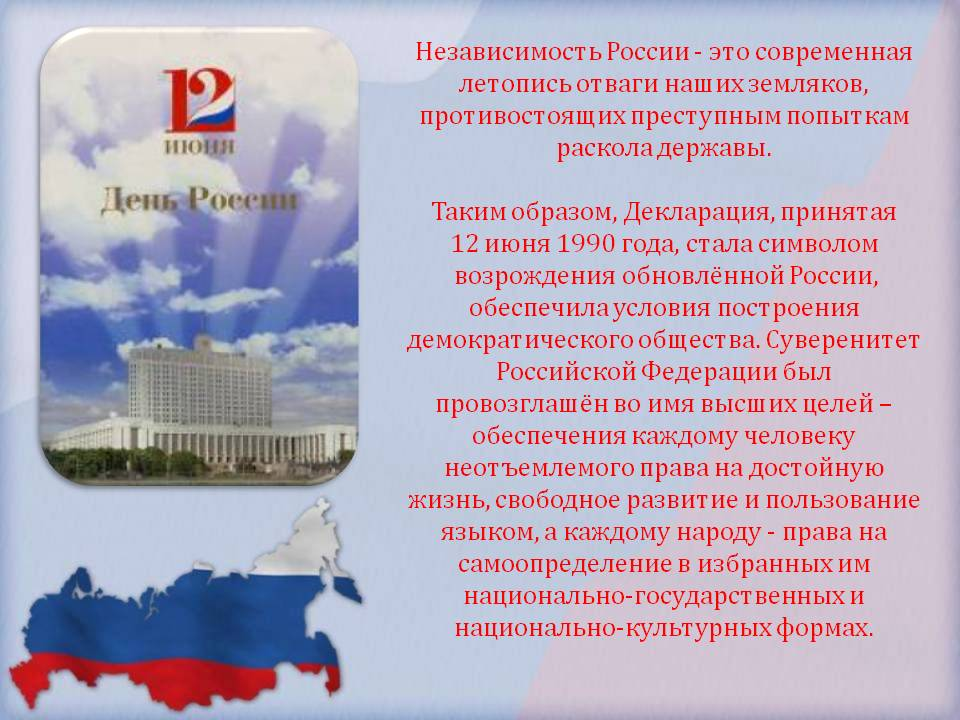 12
ИЮНЯ
День России
Независимость России - это современная
летопись отваги наших земляков,
противостоящих преступным попыткам
раскола державы.
Таким образом, Декларация, принятая
12 июня 1990 года, стала символом
возрождения обновлённой России,
обеспечила условия построения
демократического общества. Суверенитет
Российской Федерации был
провозглашён во имя высших целей –
обеспечения каждому человеку
неотъемлемого права на достойную
жизнь, свободное развитие и пользование
языком, а каждому народу - права на
самоопределение в избранных им
национально-государственных и
национально-культурных формах.